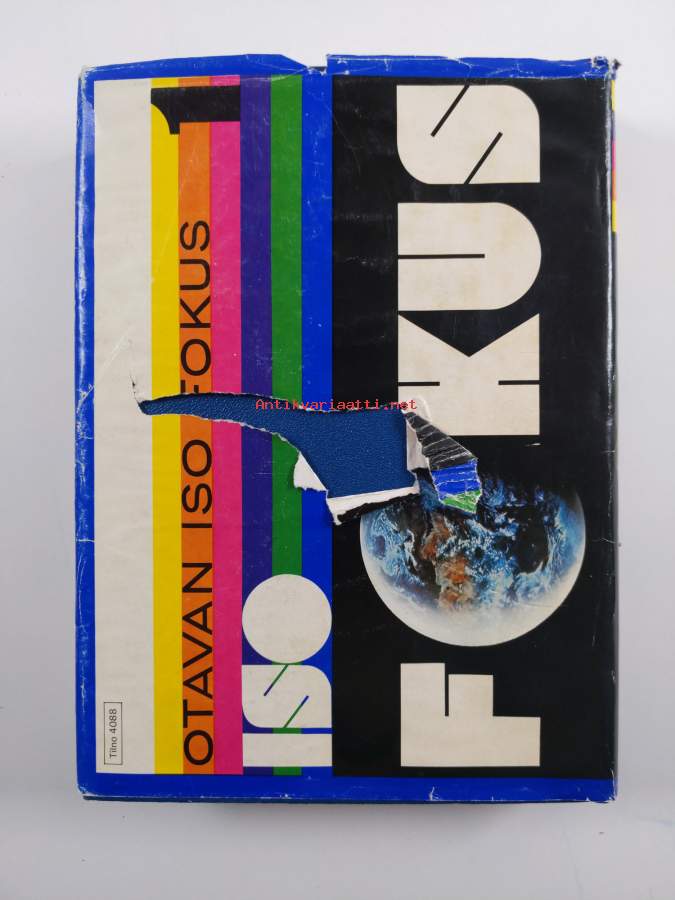 Tilno 4088
OTAVAN ISO FOKUS 1
ISO
FOKUS
Antikvariaatti.net